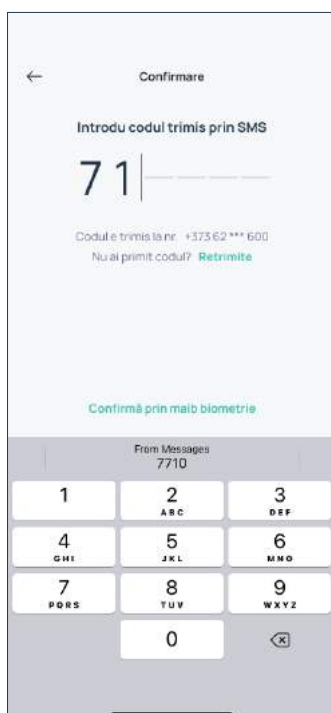 Confirmare
Introdu codul trimis prin SMS
71
Codul e trimis la nr. +373 62 *** 600
Nu ai primit codul? Retrimite
Confirmă prin maib biometrie
From Messages
7710
1 2 3
ABC DEF
4 5 6
GHI JKL MNO
7 8 9
PQRS TUV WXYZ
0